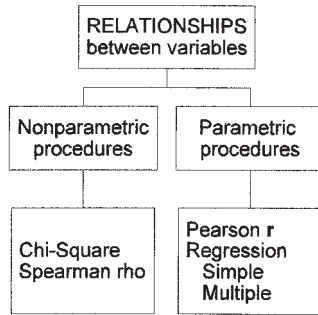 RELATIONSHIPS
between variables
Nonparametric
procedures
Parametric
procedures
Chi-Square
Spearman rho
Pearson r
Regression
Simple
Multiple